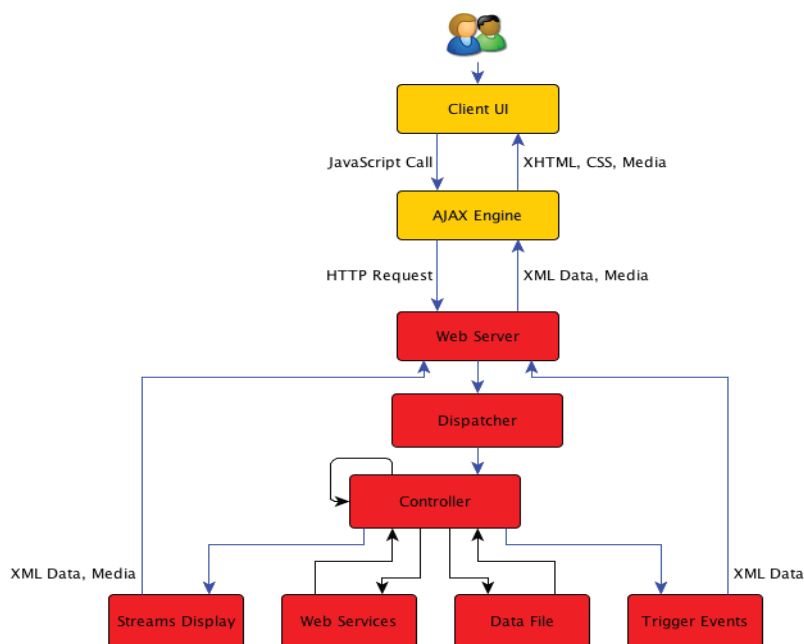 Client UI
JavaScript Call
XHTML, CSS, Media
AJAX Engine
HTTP Request
XML Data, Media
Web Server
Dispatcher
Controller
XML Data, Media
XML Data
Streams Display
Web Services
Data File
Trigger Events